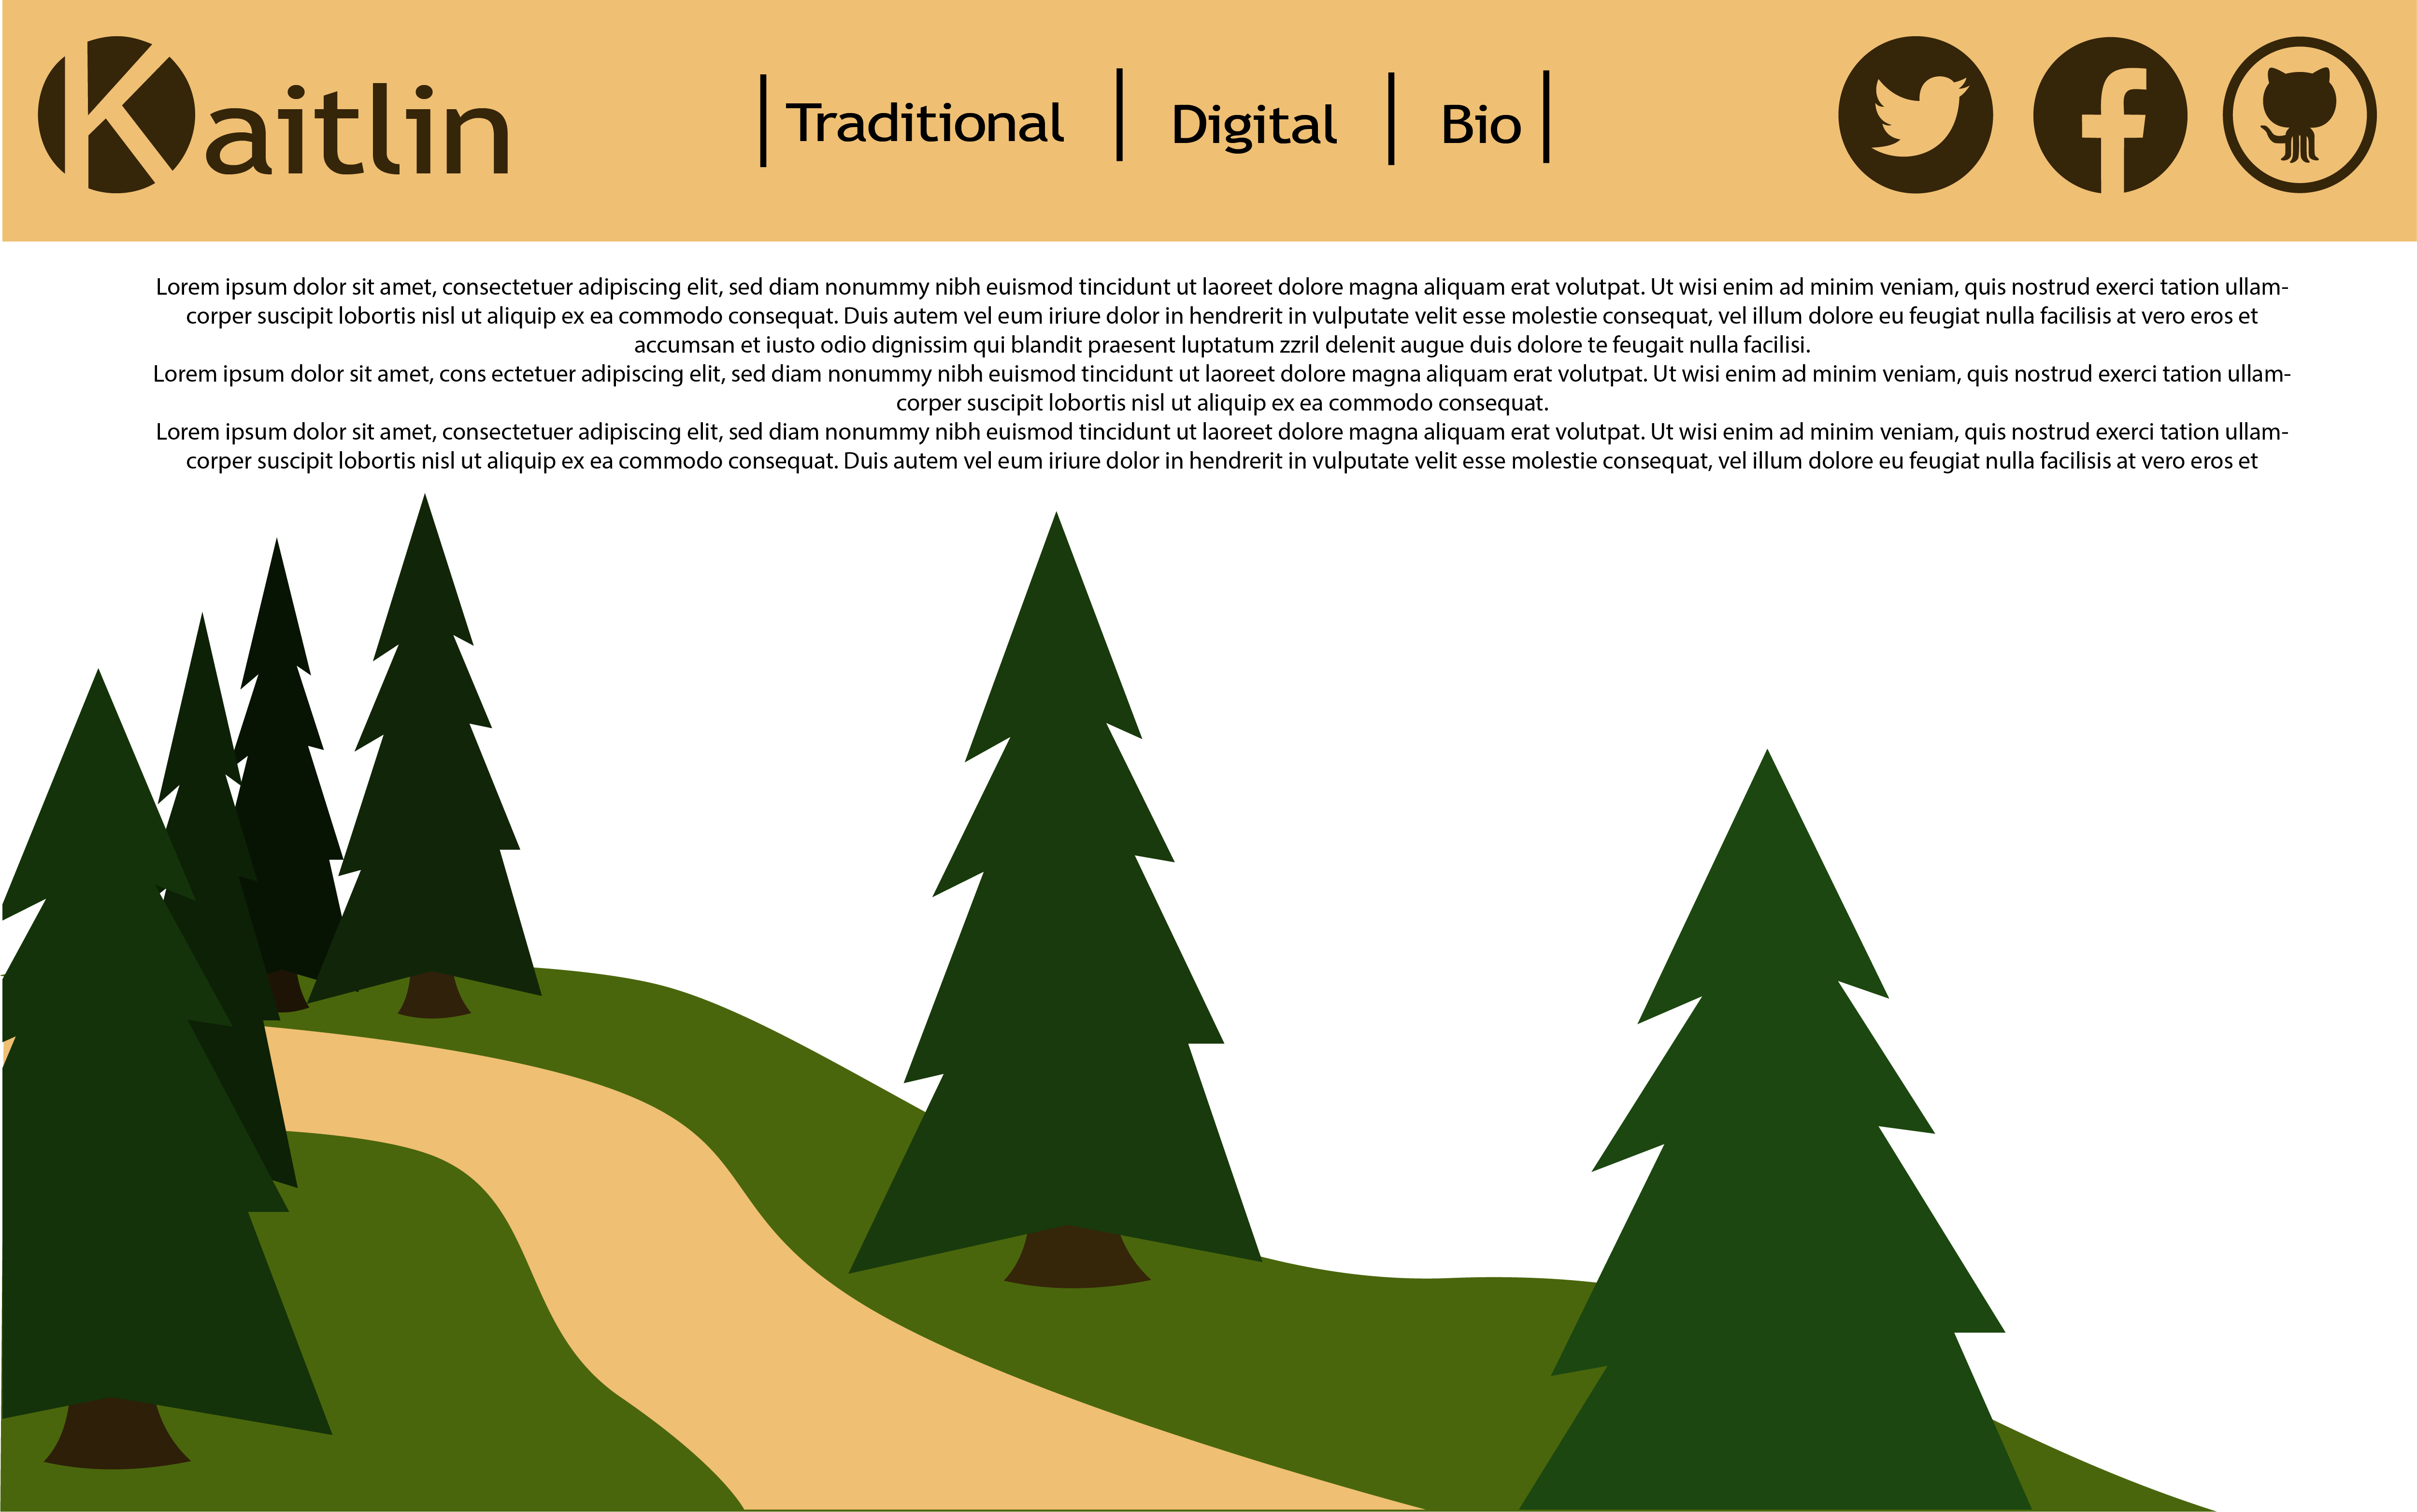 Kaitlin
Traditional
Digital
Bio
Lorem ipsum dolor sit amet, consectetuer adipiscing elit, sed diam nonummy nibh euismod tincidunt ut laoreet dolore magna aliquam erat volutpat. Ut wisi enim ad minim veniam, quis nostrud exerci tation ullam-
corper suscipit lobortis nisl ut aliquip ex ea commodo consequat. Duis autem vel eum iriure dolor in hendrerit in vulputate velit esse molestie consequat, vel illum dolore eu feugiat nulla facilisis at vero eros et
accumsan et iusto odio dignissim qui blandit praesent luptatum zzril delenit augue duis dolore te feugait nulla facilisi.
Lorem ipsum dolor sit amet, cons ectetuer adipiscing elit, sed diam nonummy nibh euismod tincidunt ut laoreet dolore magna aliquam erat volutpat. Ut wisi enim ad minim veniam, quis nostrud exerci tation ullam-
corper suscipit lobortis nisl ut aliquip ex ea commodo consequat.
Lorem ipsum dolor sit amet, consectetuer adipiscing elit, sed diam nonummy nibh euismod tincidunt ut laoreet dolore magna aliquam erat volutpat. Ut wisi enim ad minim veniam, quis nostrud exerci tation ullam-
corper suscipit lobortis nisl ut aliquip ex ea commodo consequat. Duis autem vel eum iriure dolor in hendrerit in vulputate velit esse molestie consequat, vel illum dolore eu feugiat nulla facilisis at vero eros et